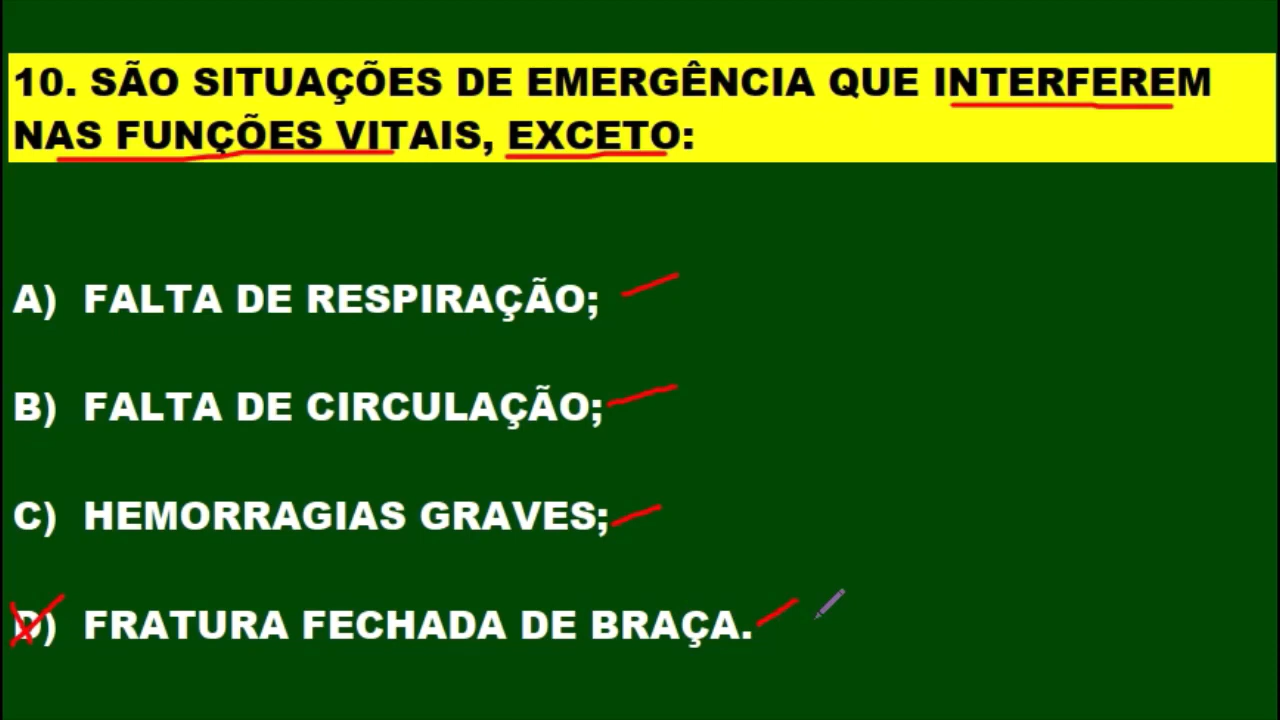 10. SÃO SITUAÇÕES DE EMERGÊNCIA QUE INTERFEREM
NAS FUNÇÕES VITAIS, EXCETO:
A) FALTA DE RESPIRAÇÃO;
B) FALTA DE CIRCULAÇÃO;
C) HEMORRAGIAS GRAVES;
D) FRATURA FECHADA DE BRAÇA.